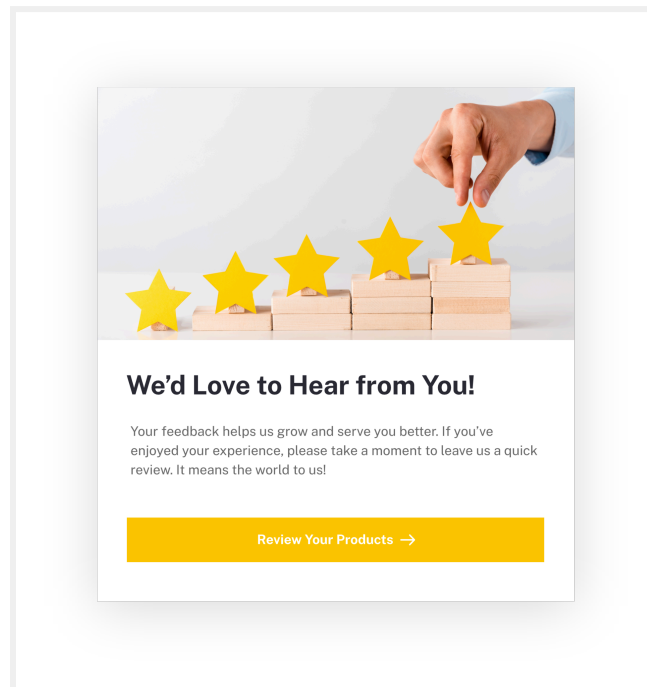 We’d Love to Hear from You!
Your feedback helps us grow and serve you better. If you’ve
enjoyed your experience, please take a moment to leave us a quick
review. It means the world to us!
Review Your Products →